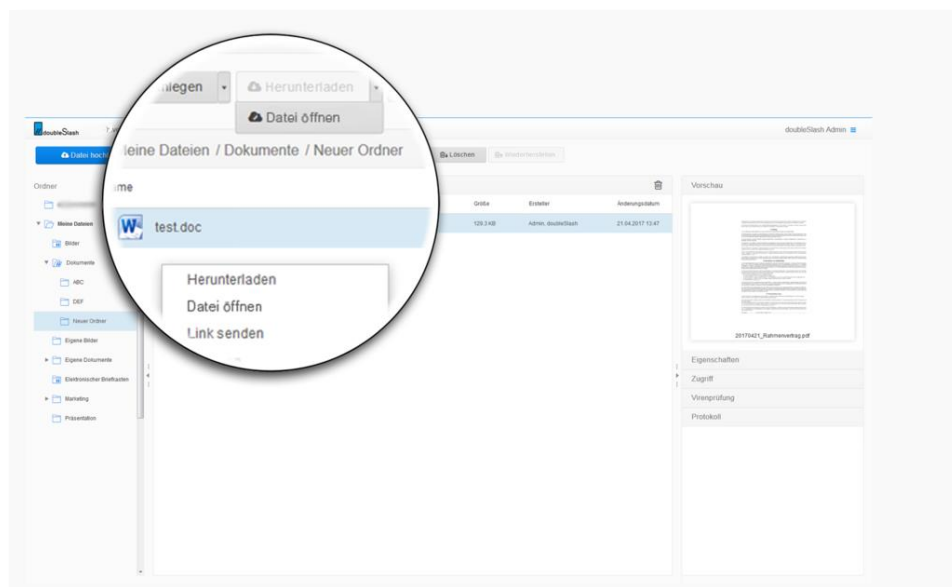 nlegen Herunterladen
Datei öffnen
doubleSlash
doubleSlash Admin
Datei hoch
eine Dateien / Dokumente / Neuer Ordner
Löschen Wiederherstellen
Ordner
me
Größe Ersteller Änderungsdatum
Vorschau
Meine Dateien
test.doc
129.3 KB Admin, doubleSlash 21.04.2017 13:47
Bilder
Dokumente
ABC
DEF
Neuer Ordner
Eigene Bilder
Eigene Dokumente
Elektronischer Briefkasten
Marketing
Präsentation
Herunterladen
Datei öffnen
Link senden
20170421_Rahmenvertrag.pdf
Eigenschaften
Zugriff
Virenprüfung
Protokoll